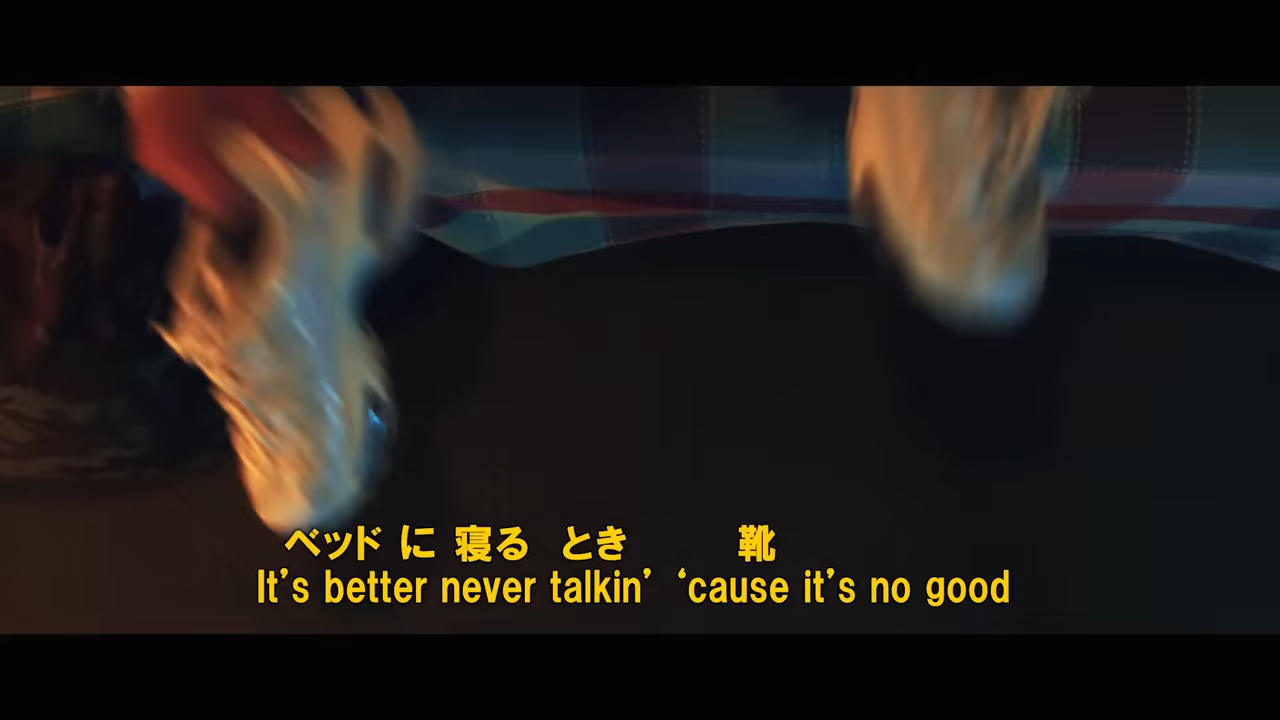 ベッド に 寝る とき 靴
It’s better never talkin’ ‘cause it’s no good